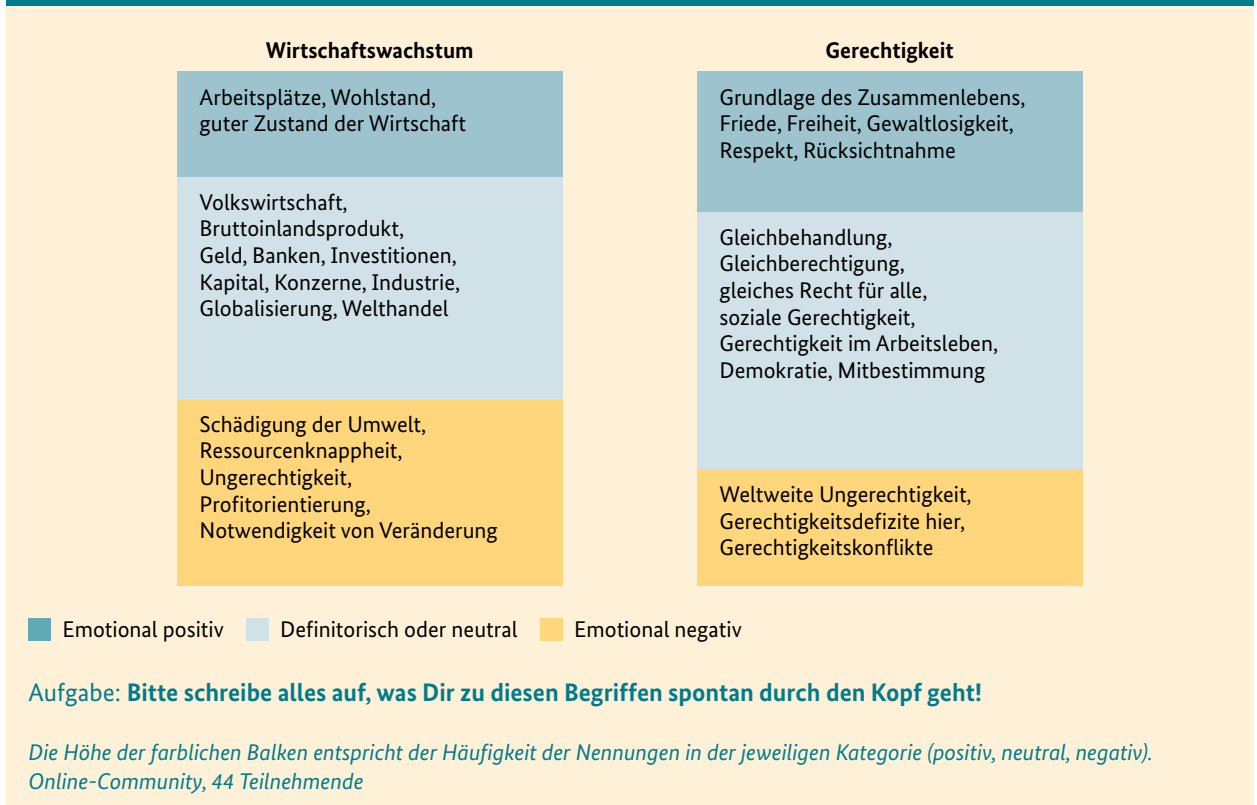 Wirtschaftswachstum
Arbeitsplätze, Wohlstand,
guter Zustand der Wirtschaft
Volkswirtschaft,
Bruttoinlandsprodukt,
Geld, Banken, Investitionen,
Kapital, Konzerne, Industrie,
Globalisierung, Welthandel
Schädigung der Umwelt,
Ressourcenknappheit,
Ungerechtigkeit,
Profitorientierung,
Notwendigkeit von Veränderung
Gerechtigkeit
Grundlage des Zusammenlebens,
Friede, Freiheit, Gewaltlosigkeit,
Respekt, Rücksichtnahme
Gleichbehandlung,
Gleichberechtigung,
gleiches Recht für alle,
soziale Gerechtigkeit,
Gerechtigkeit im Arbeitsleben,
Demokratie, Mitbestimmung
Weltweite Ungerechtigkeit,
Gerechtigkeitsdefizite hier,
Gerechtigkeitskonflikte
Emotional positiv Definitorisch oder neutral Emotional negativ
Aufgabe: Bitte schreibe alles auf, was Dir zu diesen Begriffen spontan durch den Kopf geht!
Die Höhe der farblichen Balken entspricht der Häufigkeit der Nennungen in der jeweiligen Kategorie (positiv, neutral, negativ).
Online-Community, 44 Teilnehmende